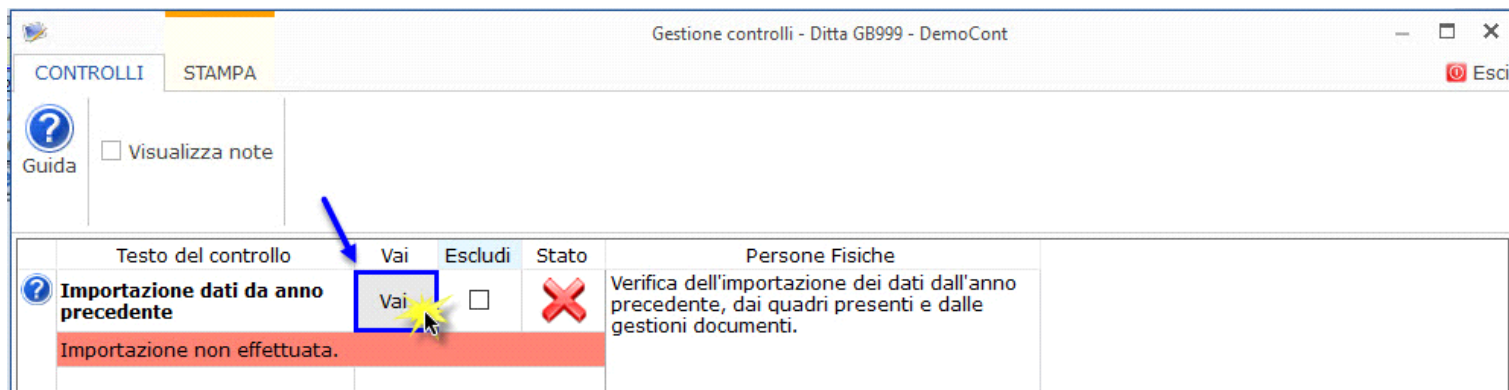 Gestione controlli - Ditta GB999 - DemoCont
CONTROLLI STAMPA Esci
Guida
Visualizza note
Testo del controllo Vai Escludi Stato Persone Fisiche
Importazione dati da anno
precedente
Vai
Verifica dell'importazione dei dati dall'anno
precedente, dai quadri presenti e dalle
gestioni documenti.
Importazione non effettuata.